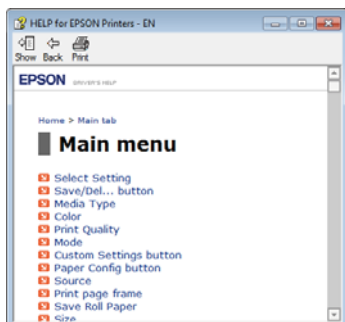 HELP for EPSON Printers - EN
Show Back Print
EPSON DRIVER'S HELP
Home > Main tab
Main menu
Select Setting
Save/Del... button
Media Type
Color
Print Quality
Mode
Custom Settings button
Paper Config button
Source
Print page frame
Save Roll Paper
Size